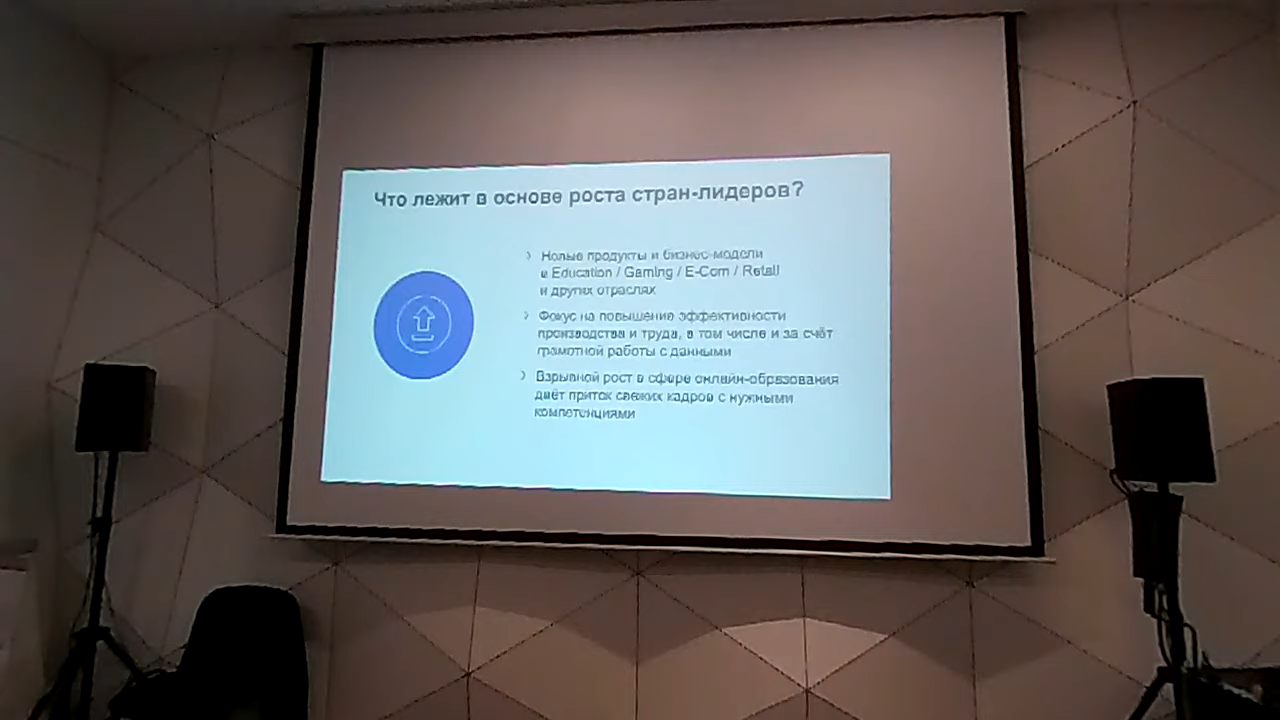 Что лежит в основе роста стран-лидеров?
Новые продукты и бизнес-модели
в Education / Gaming / E-Com / Retail
и других отраслях
Фокус на повышение эффективности
производства и труда, в том числе и за счёт
грамотной работы с данными
Взрывной рост в сфере онлайн-образования
даёт приток свежих кадров с нужными
компетенциями